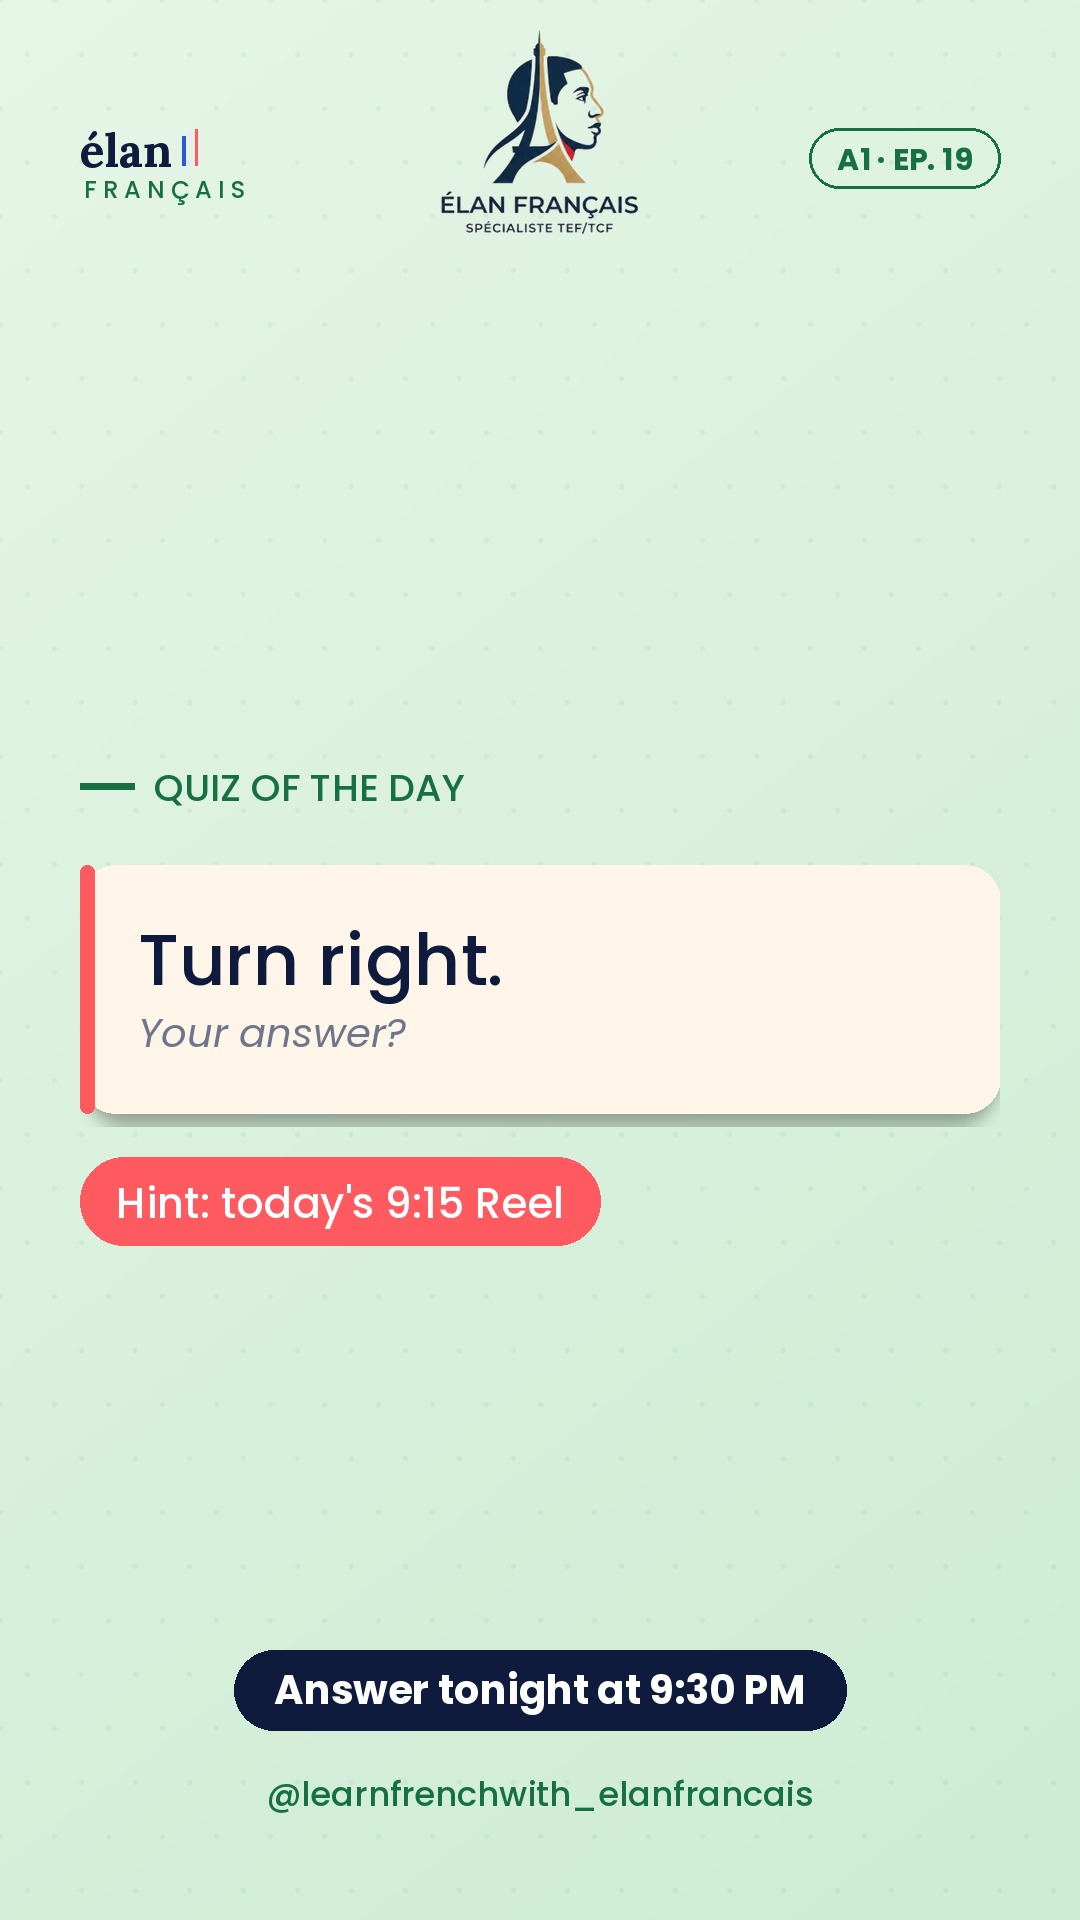 élan
FRANÇAIS
ÉLAN FRANÇAIS
SPÉCIALISTE TEF/TCF
A1 · EP. 19
QUIZ OF THE DAY
Turn right.
Your answer?
Hint: today's 9:15 Reel
Answer tonight at 9:30 PM
@learnfrenchwith_elanfrancais